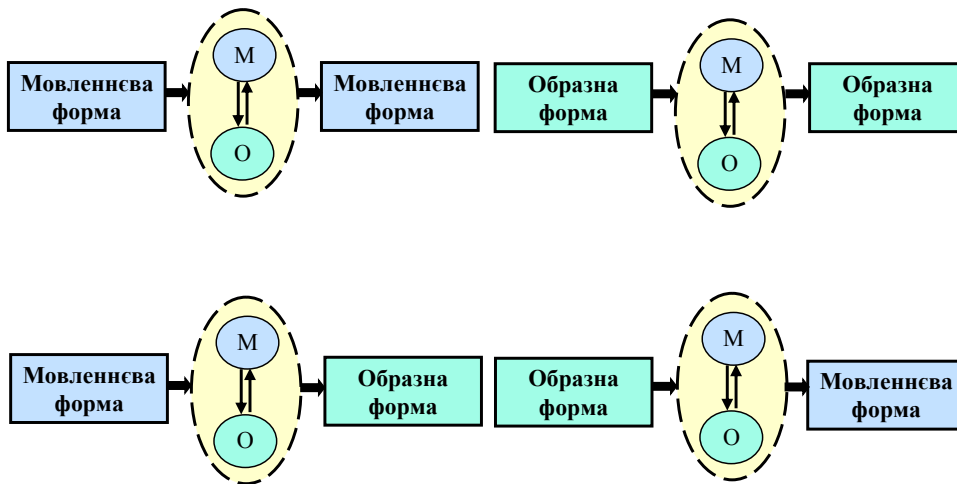 М
Мовленнєва
форма
Мовленнєва
форма
О
М
Образна
форма
Образна
форма
О
М
Мовленнєва
форма
Образна
форма
О
М
Образна
форма
Мовленнєва
форма
О